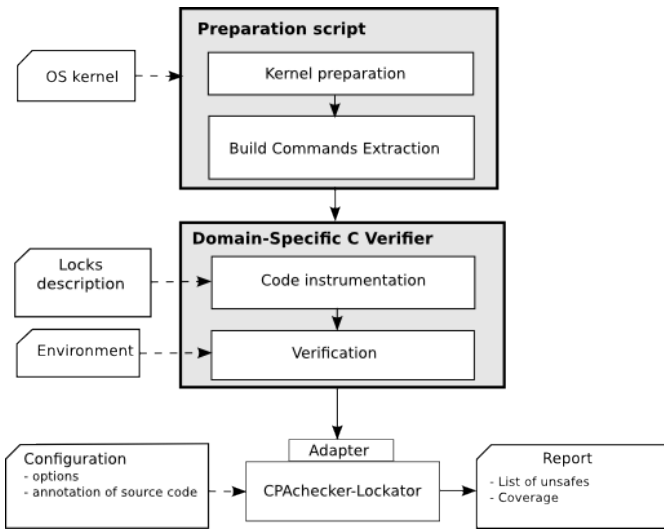 Preparation script
OS kernel
Kernel preparation
Build Commands Extraction
Domain-Specific C Verifier
Locks
description
Code instrumentation
Environment
Verification
Adapter
Configuration
- options
- annotation of source code
CPAchecker-Lockator
Report
- List of unsafes
- Coverage